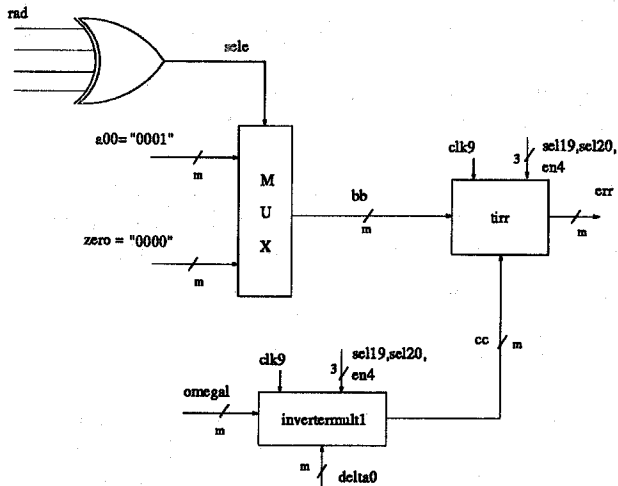 rad
sele
a00= "0001"
m
M
U
X
zero = "0000"
m
bb
m
clk9
3
sel19,sel20,
en4
tirr
err
m
cc
m
clk9
3
sel19,sel20,
en4
omegal
m
invertermult1
m
delta0